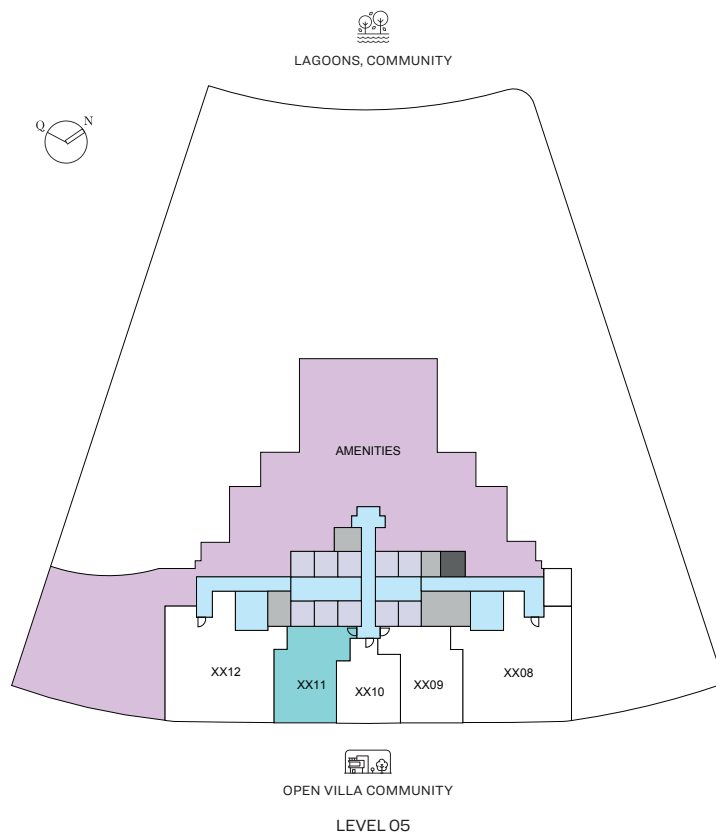 LAGOONS, COMMUNITY
Q N
AMENITIES
XX12
XX11
XX10
XX09
XX08
OPEN VILLA COMMUNITY
LEVEL 05